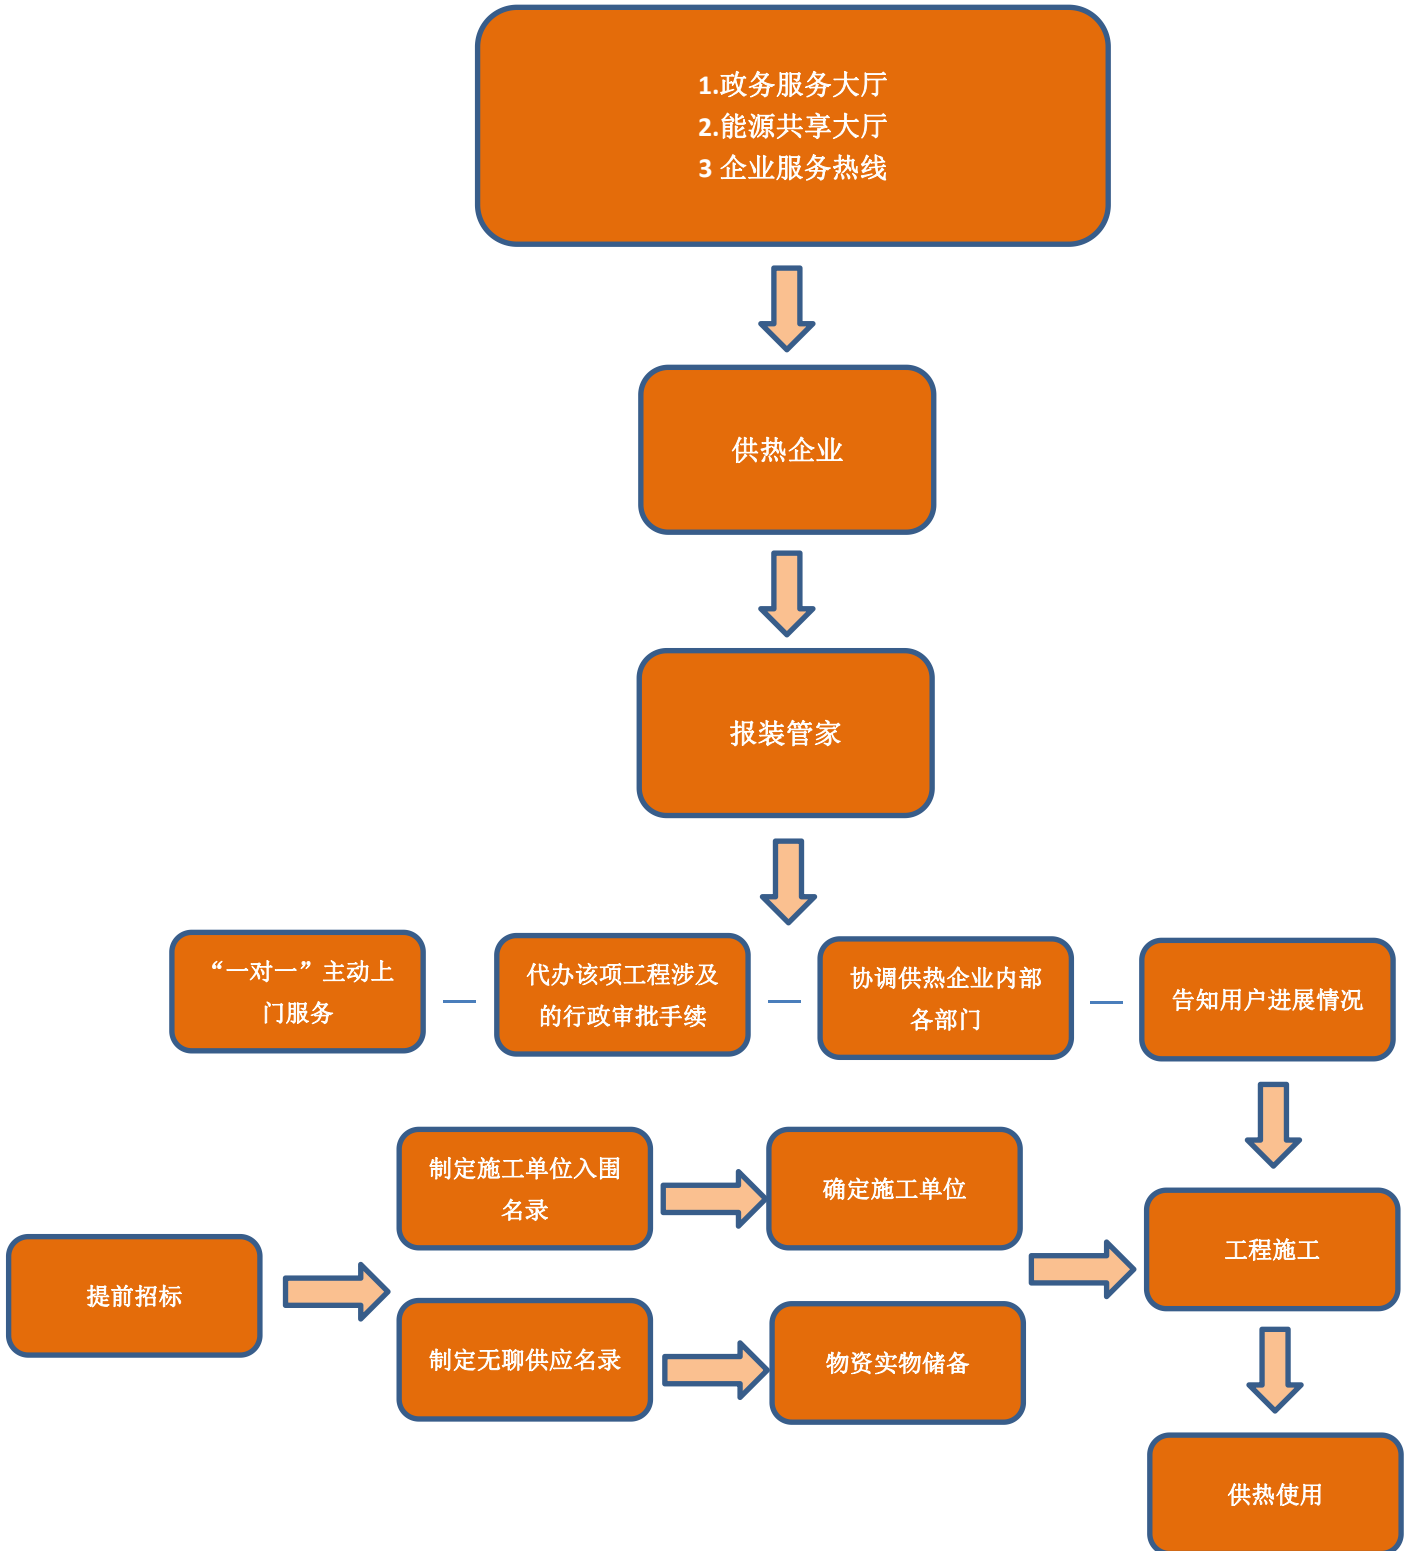 1.政务服务大厅
2.能源共享大厅
3 企业服务热线
供热企业
报装管家
“一对一”主动上
门服务
代办该项工程涉及
的行政审批手续
协调供热企业内部
各部门
告知用户进展情况
制定施工单位入围
名录
确定施工单位
工程施工
提前招标
制定无聊供应名录
物资实物储备
供热使用